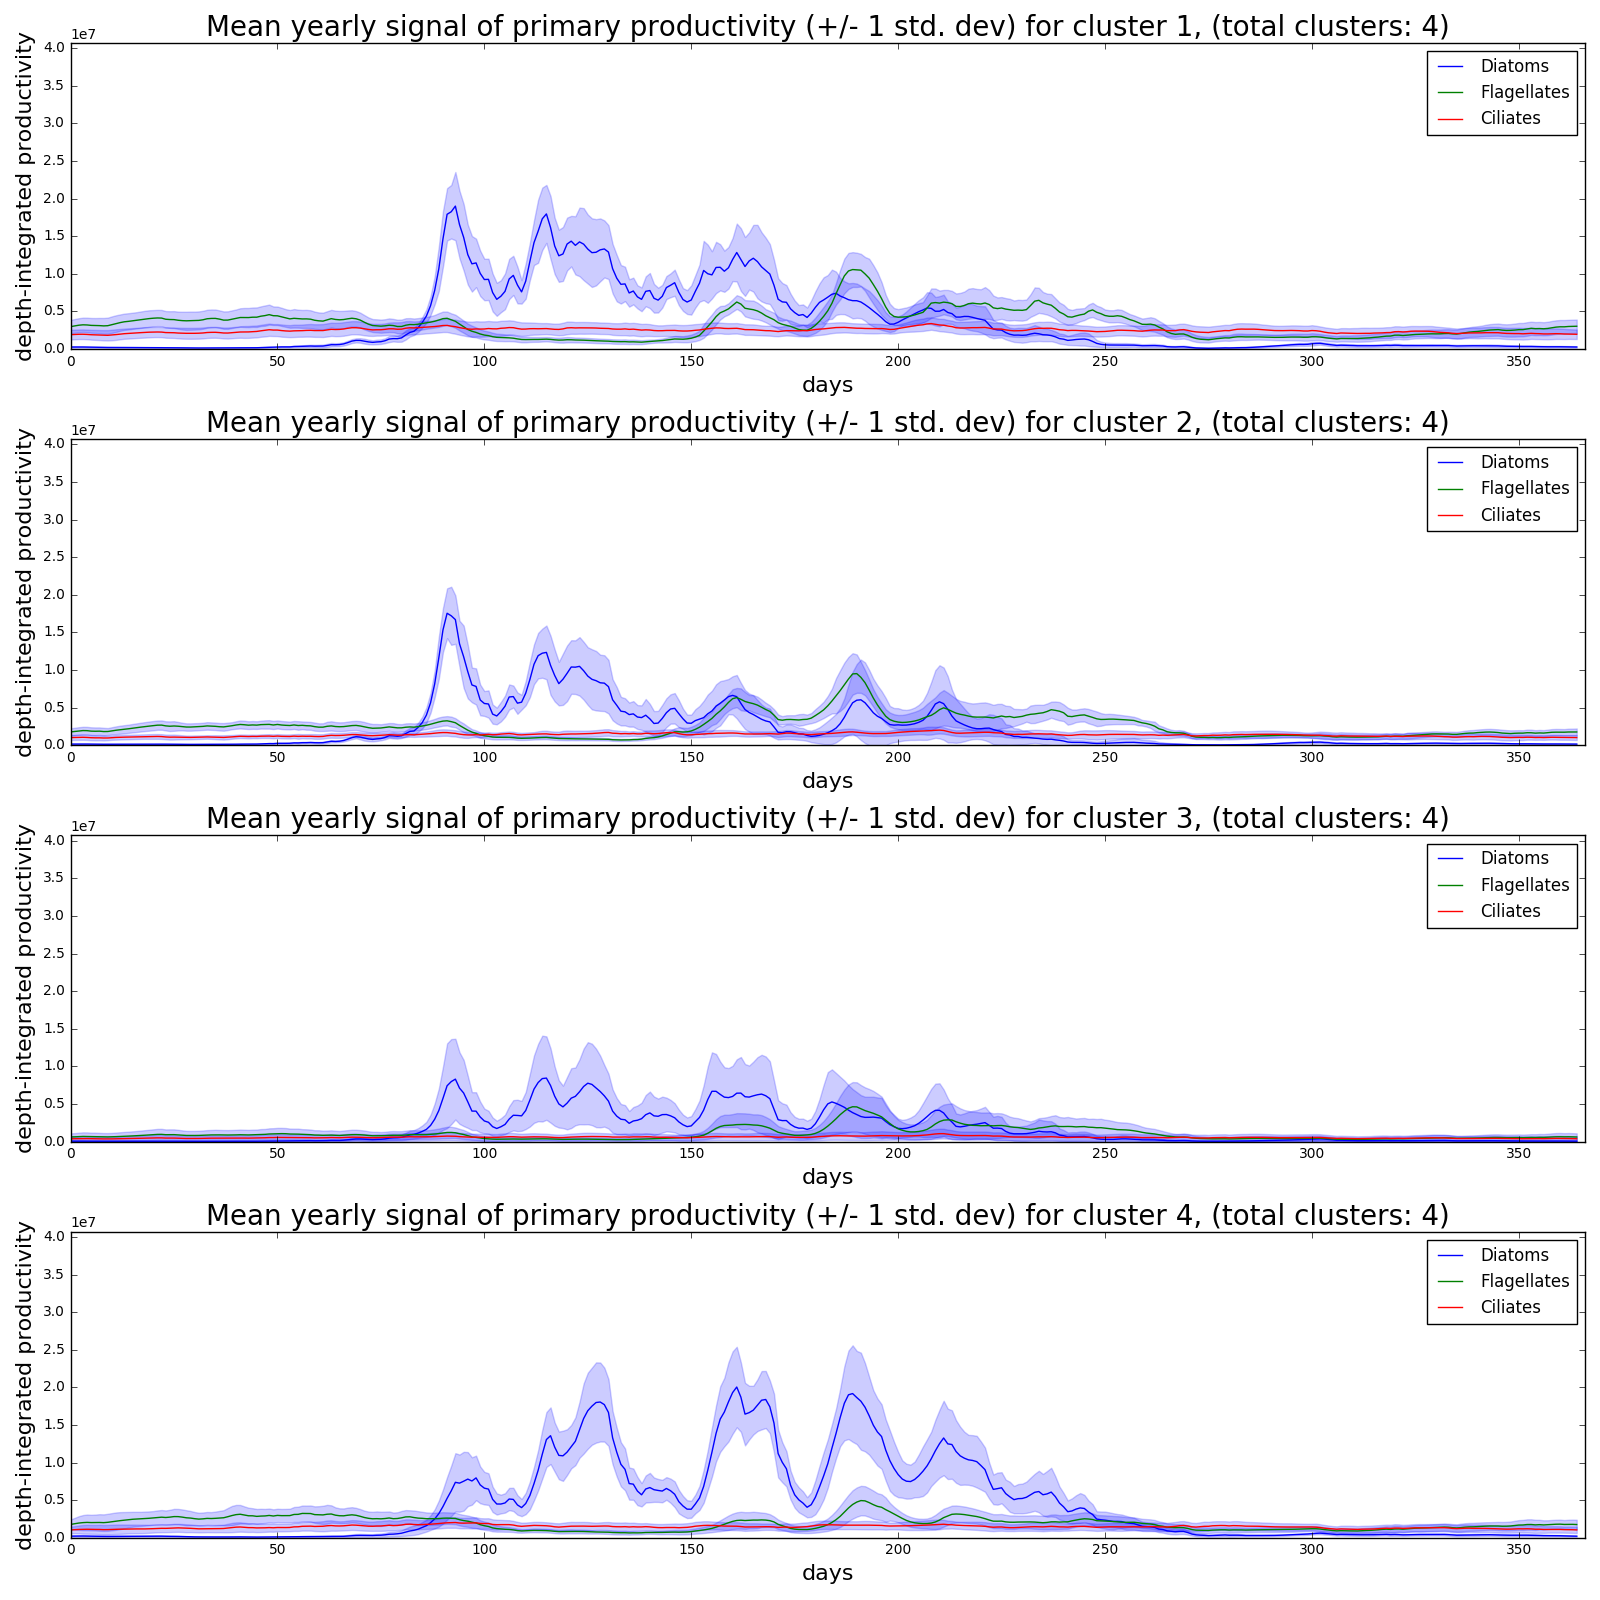 Mean yearly signal of primary productivity (+/- 1 std. dev) for cluster 1, (total clusters: 4)
1e7
depth-integrated productivity
4.0
3.5
3.0
2.5
2.0
1.5
1.0
0.5
0.0
Diatoms
Flagellates
Ciliates
0 50 100 150 200 250 300 350
days
Mean yearly signal of primary productivity (+/- 1 std. dev) for cluster 2, (total clusters: 4)
1e7
depth-integrated productivity
4.0
3.5
3.0
2.5
2.0
1.5
1.0
0.5
0.0
Diatoms
Flagellates
Ciliates
0 50 100 150 200 250 300 350
days
Mean yearly signal of primary productivity (+/- 1 std. dev) for cluster 3, (total clusters: 4)
1e7
depth-integrated productivity
4.0
3.5
3.0
2.5
2.0
1.5
1.0
0.5
0.0
Diatoms
Flagellates
Ciliates
0 50 100 150 200 250 300 350
days
Mean yearly signal of primary productivity (+/- 1 std. dev) for cluster 4, (total clusters: 4)
1e7
depth-integrated productivity
4.0
3.5
3.0
2.5
2.0
1.5
1.0
0.5
0.0
Diatoms
Flagellates
Ciliates
0 50 100 150 200 250 300 350
days